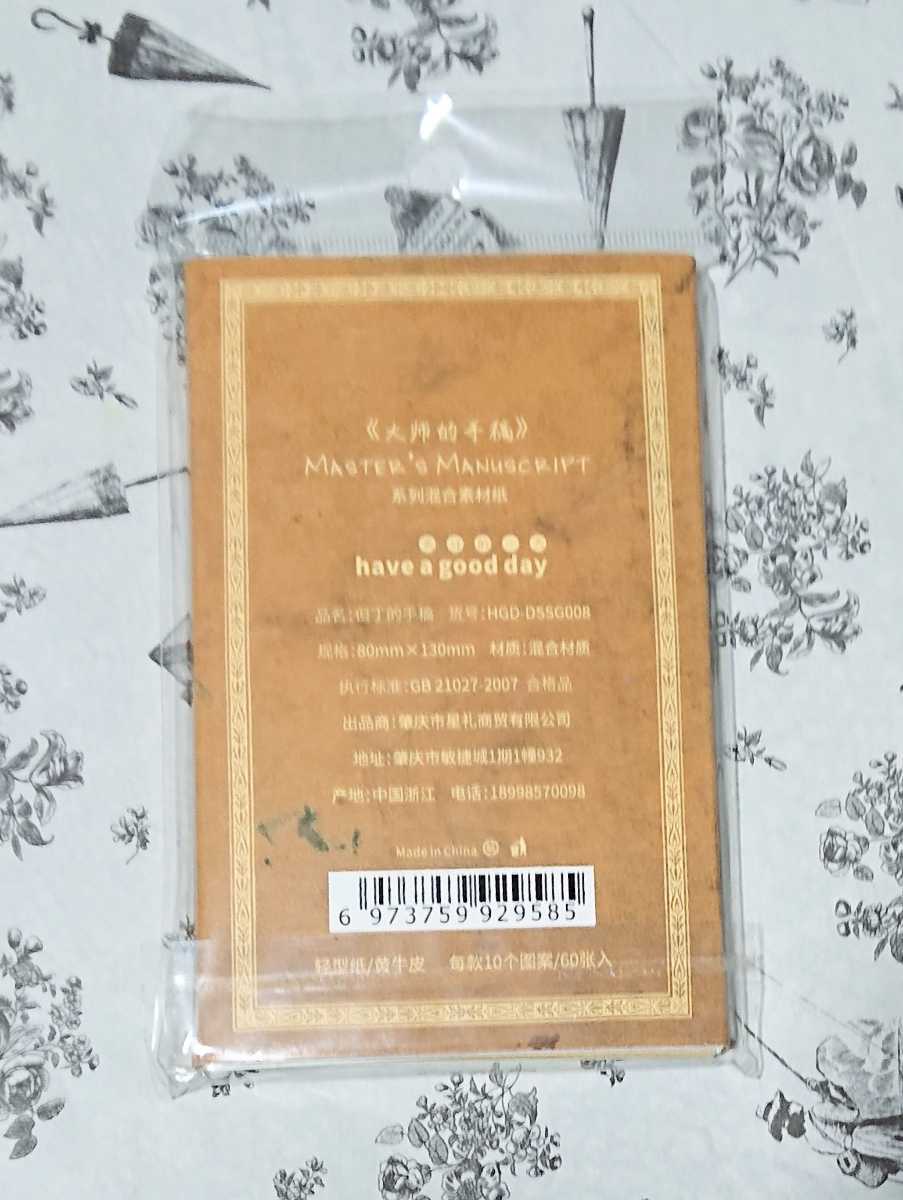 《大师的手稿》
MASTER'S MANUSCRIPT
系列混合素材纸
have a good day
品名:但丁的手稿 货号:HGD-DSSG008
规格:80mm×130mm 材质:混合材质
执行标准:GB 21027-2007 合格品
出品商:肇庆市星礼商贸有限公司
地址:肇庆市敏捷城1期1幢932
产地:中国浙江 电话:18998570098
Made in China
6 973759 929585
轻型纸/黄牛皮 每款10个图案/60张入